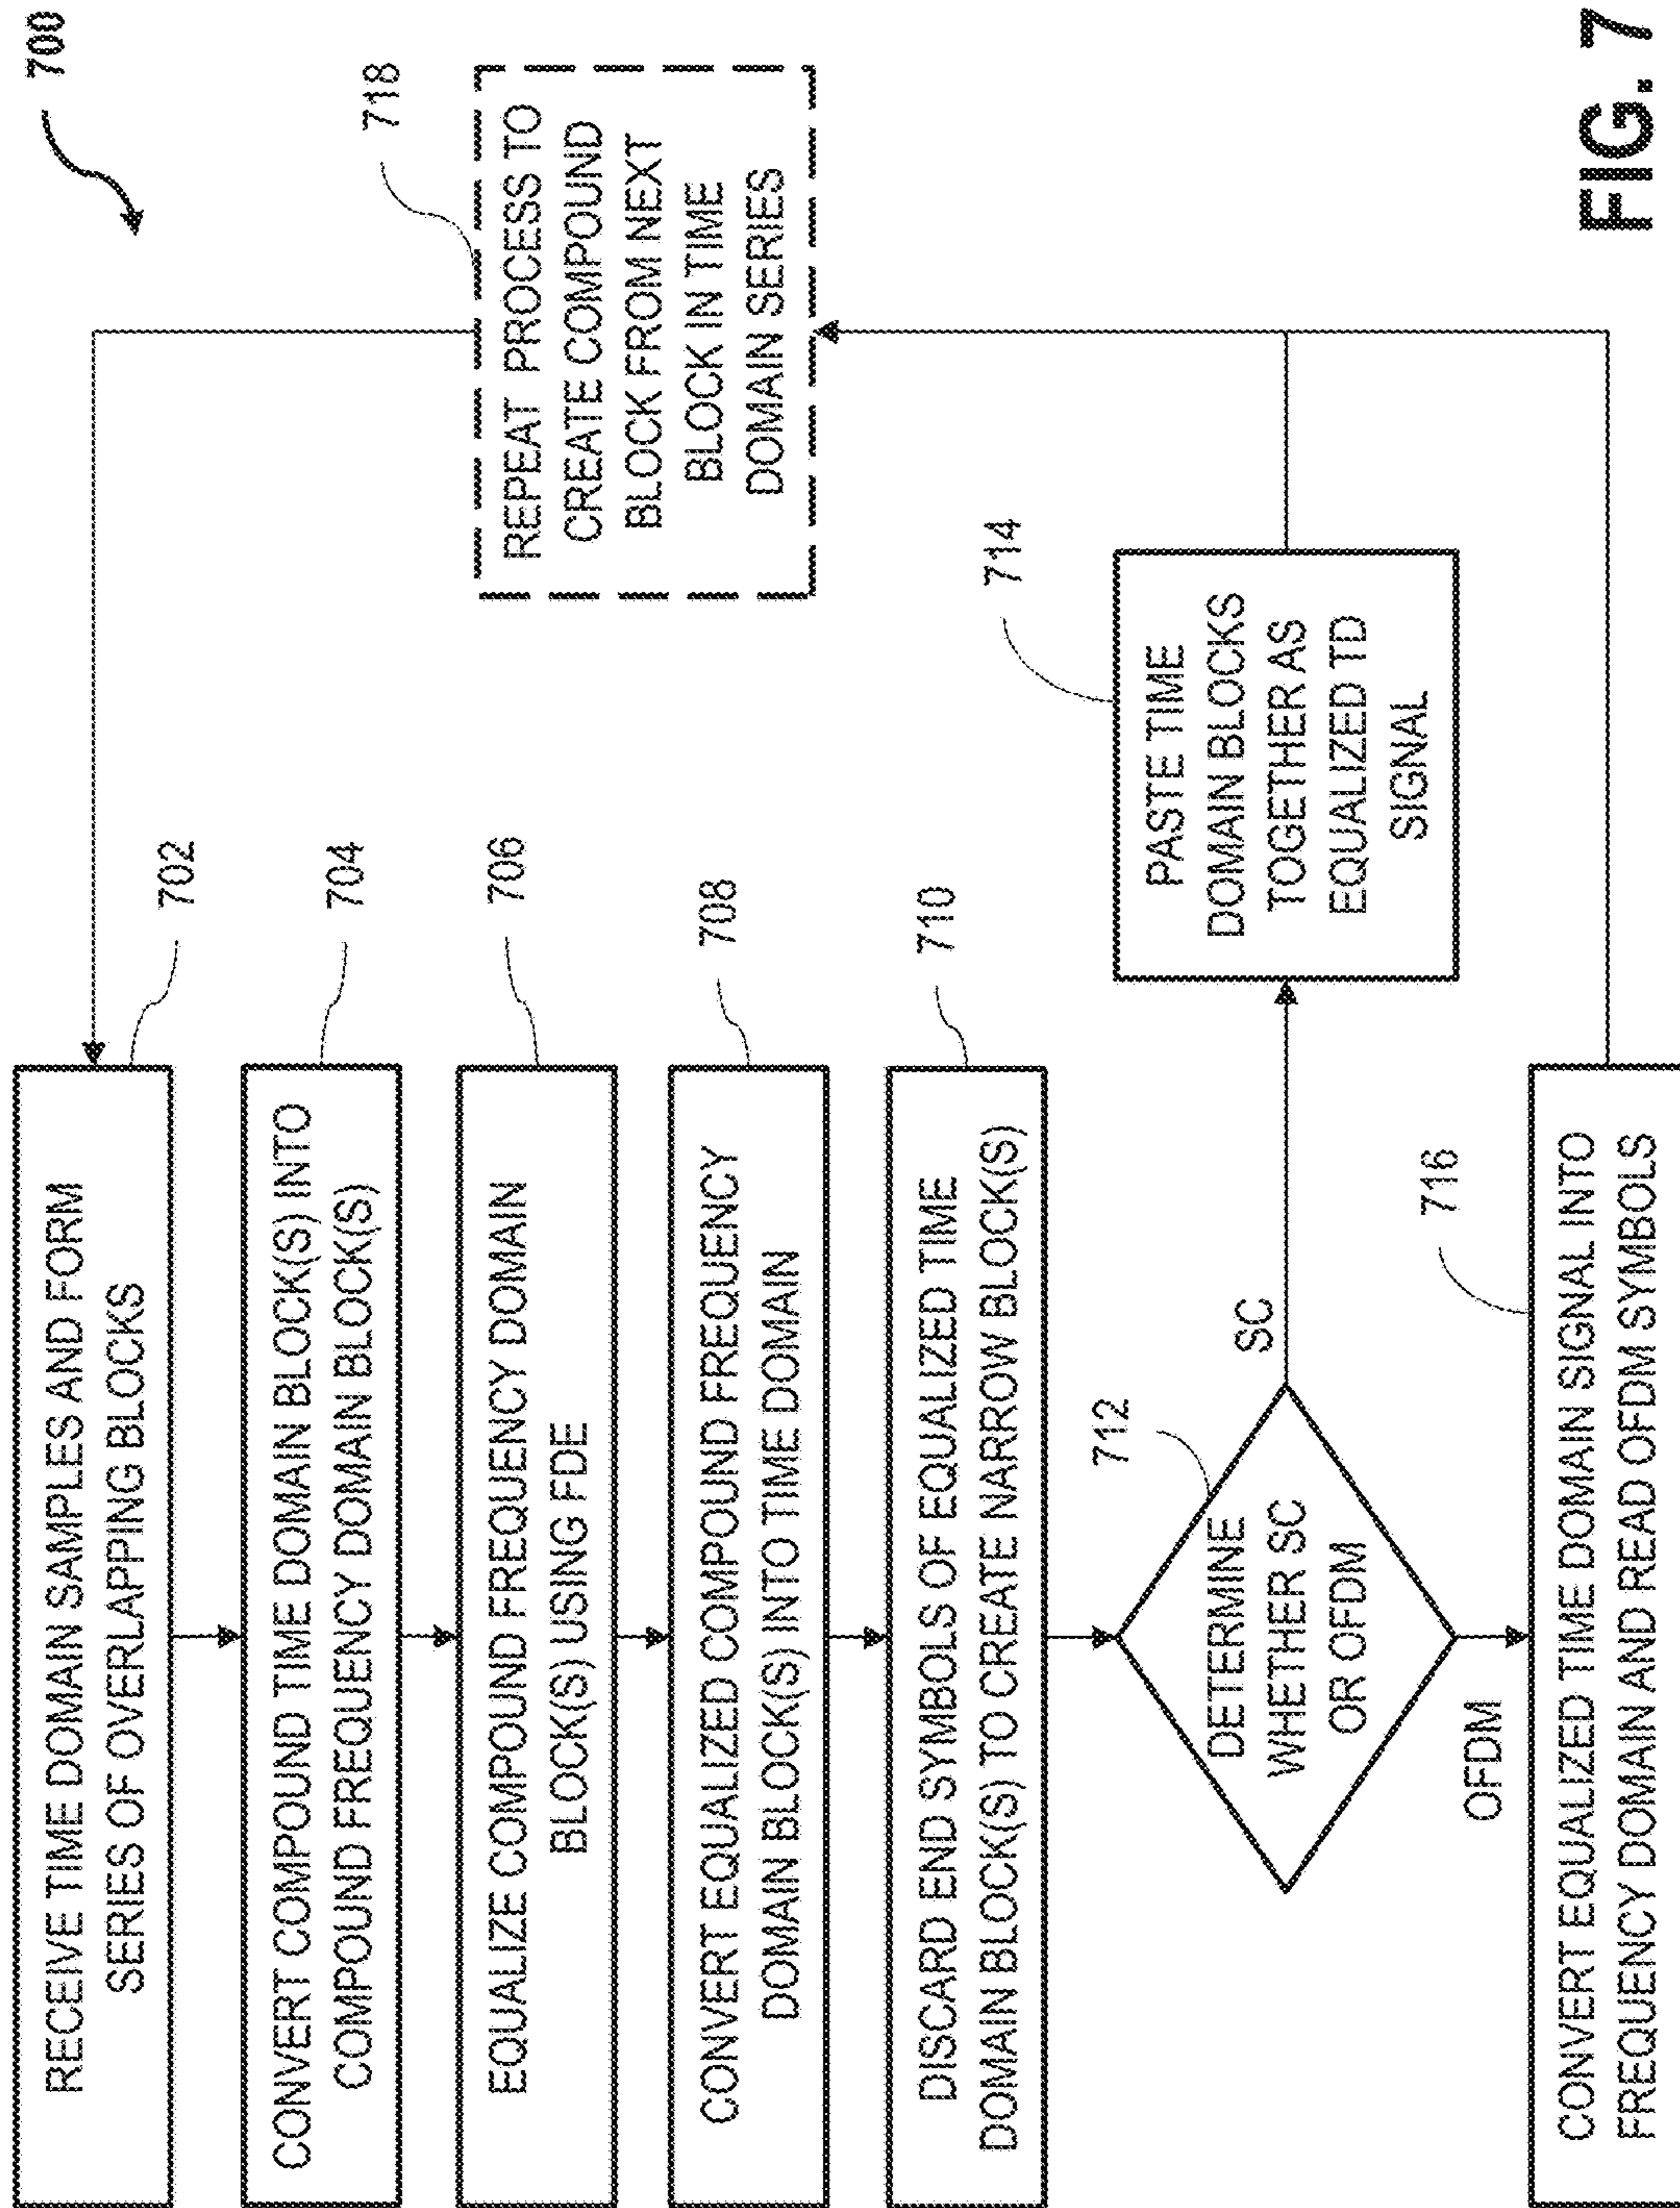 700
RECEIVE TIME DOMAIN SAMPLES AND FORM
SERIES OF OVERLAPPING BLOCKS
702
CONVERT COMPOUND TIME DOMAIN BLOCK(S) INTO
COMPOUND FREQUENCY DOMAIN BLOCK(S)
704
EQUALIZE COMPOUND FREQUENCY DOMAIN
BLOCK(S) USING FDE
706
CONVERT EQUALIZED COMPOUND FREQUENCY
DOMAIN BLOCK(S) INTO TIME DOMAIN
708
DISCARD END SYMBOLS OF EQUALIZED TIME
DOMAIN BLOCK(S) TO CREATE NARROW BLOCK(S)
710
DETERMINE
WHETHER SC
OR OFDM
712
SC
OFDM
PASTE TIME
DOMAIN BLOCKS
TOGETHER AS
EQUALIZED TD
SIGNAL
714
CONVERT EQUALIZED TIME DOMAIN SIGNAL INTO
FREQUENCY DOMAIN AND READ OFDM SYMBOLS
716
REPEAT PROCESS TO
CREATE COMPOUND
BLOCK FROM NEXT
BLOCK IN TIME
DOMAIN SERIES
718
FIG. 7